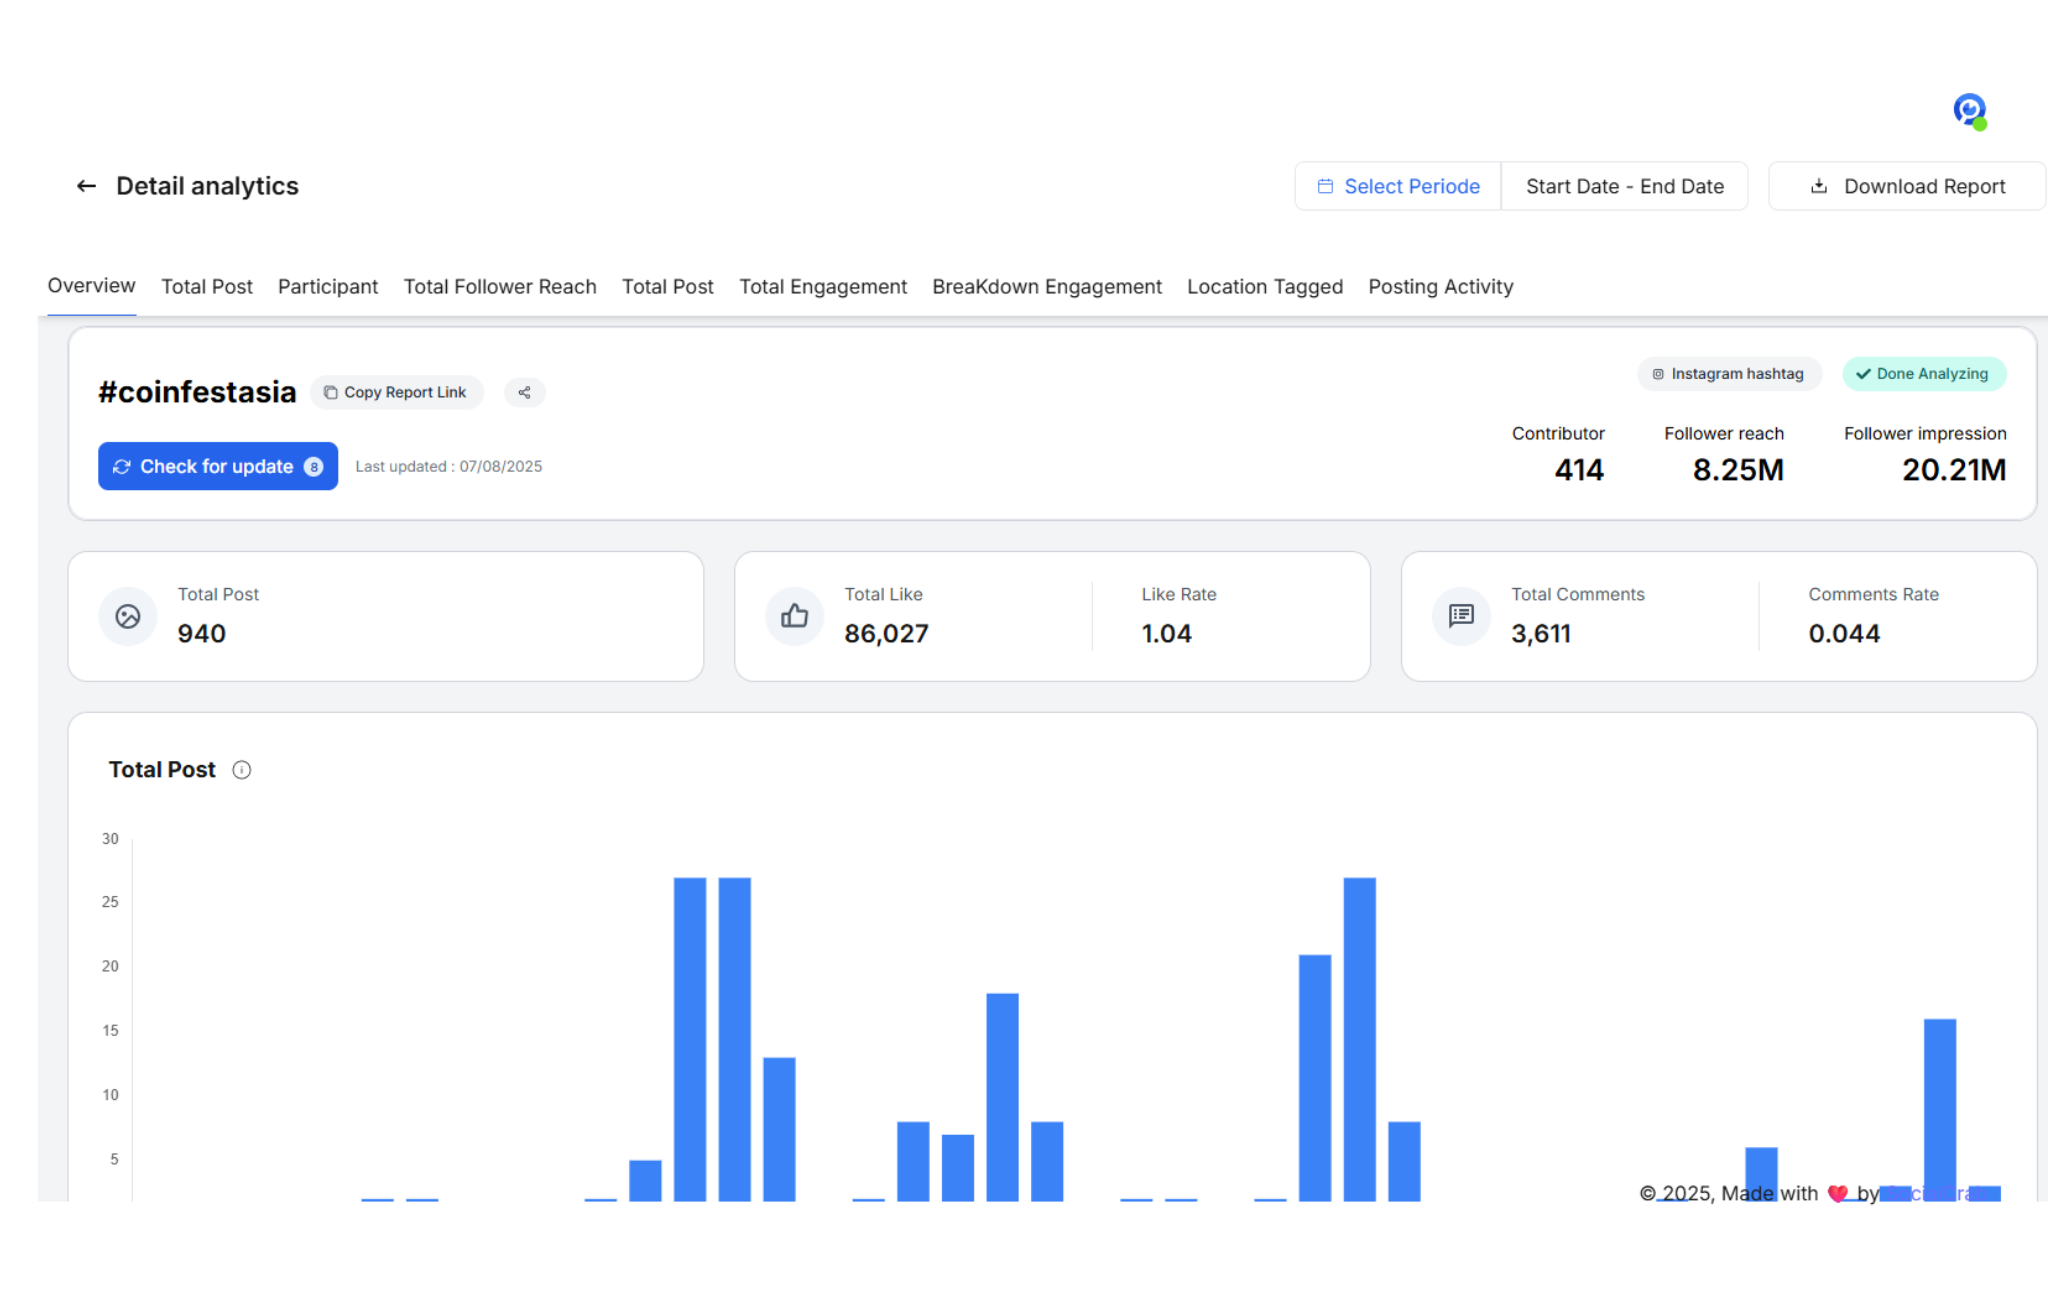 Detail analytics
Select Periode
Start Date - End Date
Download Report
Overview
Total Post
Participant
Total Follower Reach
Total Post
Total Engagement
BreaKdown Engagement
Location Tagged
Posting Activity
#coinfestasia
Copy Report Link
Instagram hashtag
Done Analyzing
Check for update 8
Last updated : 07/08/2025
Contributor
414
Follower reach
8.25M
Follower impression
20.21M
Total Post
940
Total Like
86,027
Like Rate
1.04
Total Comments
3,611
Comments Rate
0.044
Total Post
30
25
20
15
10
5
© 2025, Made with ❤️ by